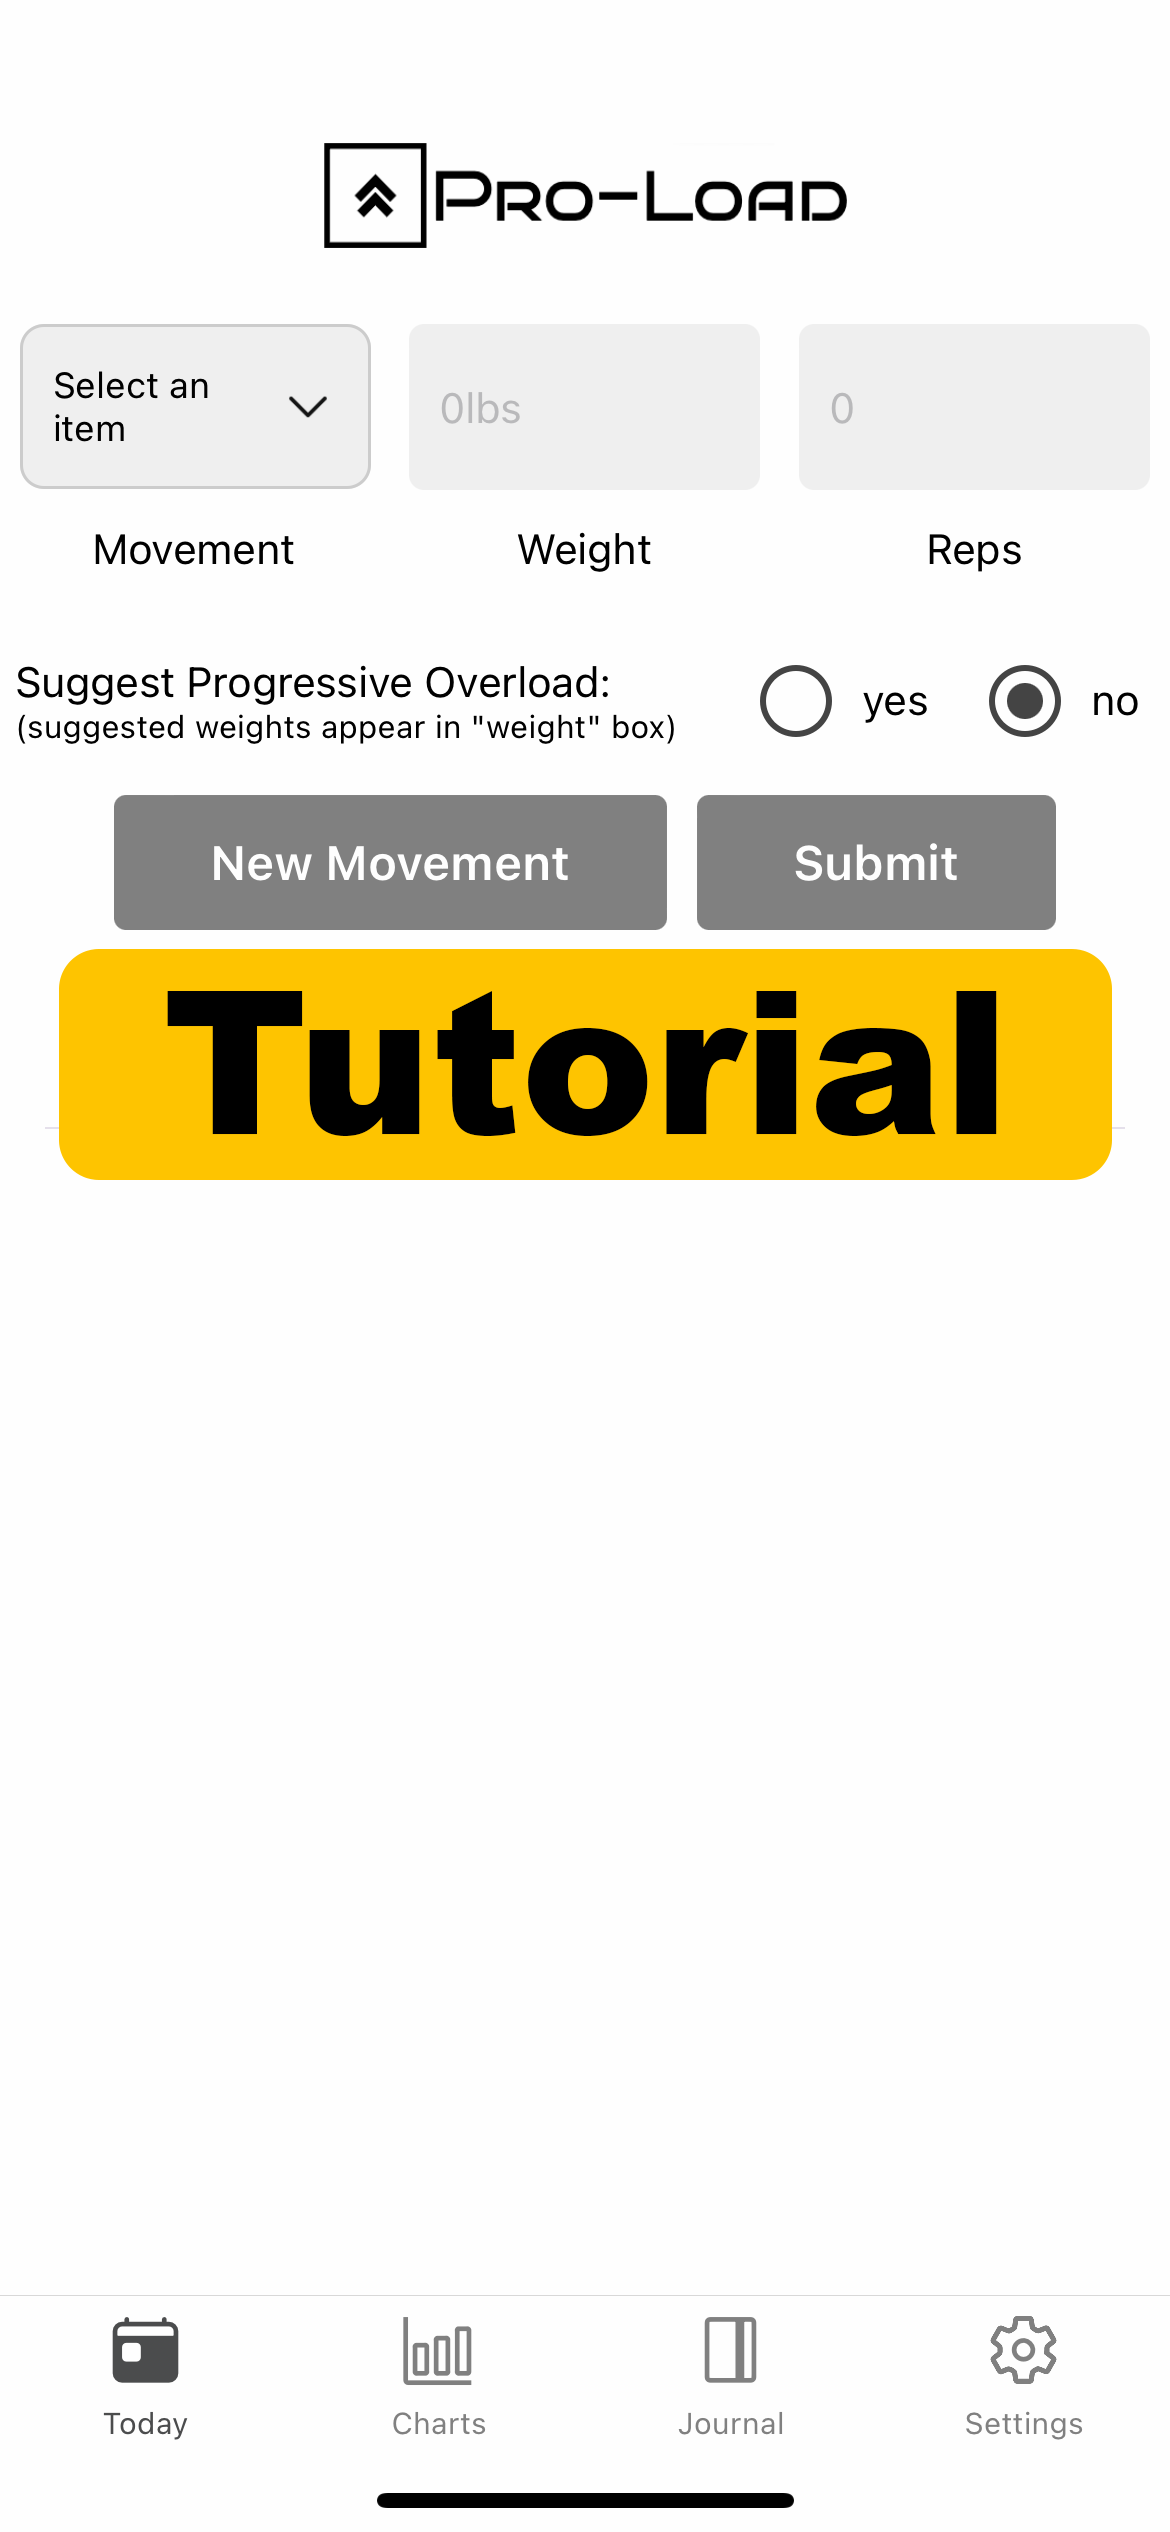 Pro-Load
Select an
item
0lbs
0
Movement
Weight
Reps
Suggest Progressive Overload:
(suggested weights appear in "weight" box)
yes
no
New Movement
Submit
Tutorial
Today
Charts
Journal
Settings